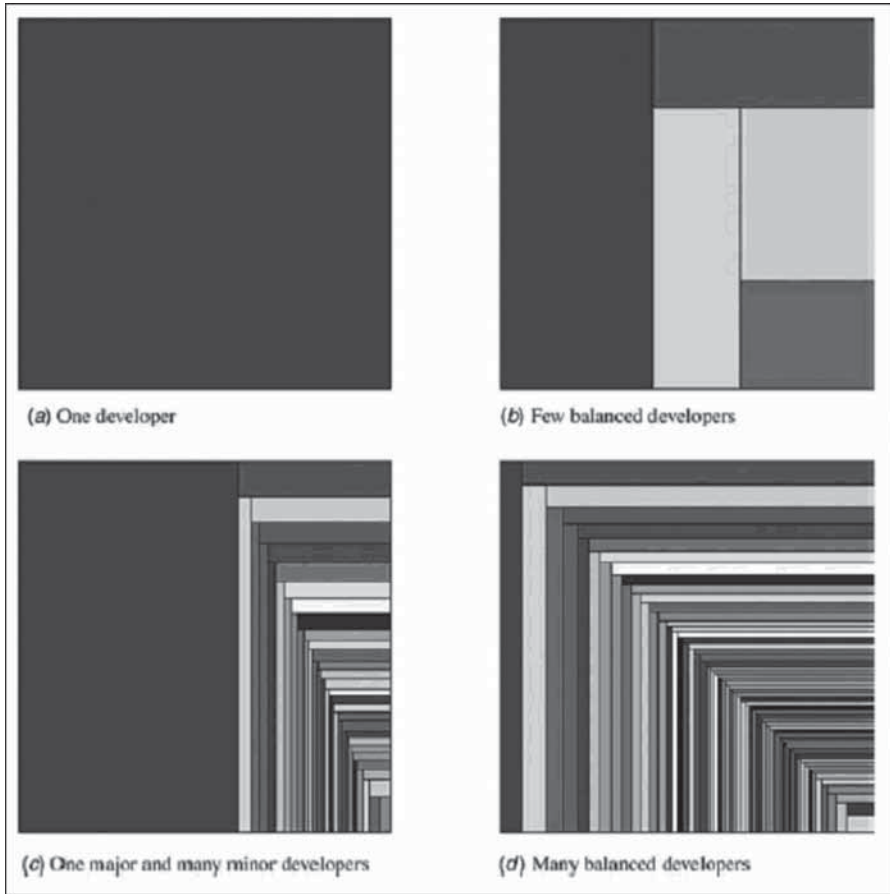 (a) One developer
(b) Few balanced developers
(c) One major and many minor developers
(d) Many balanced developers